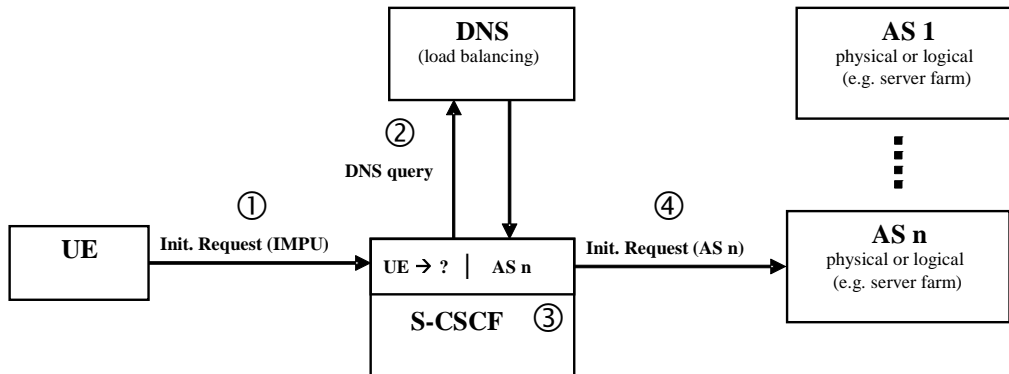 DNS
(load balancing)
AS 1
physical or logical
(e.g. server farm)
②
DNS query
①
Init. Request (IMPU)
④
Init. Request (AS n)
UE
UE → ? | AS n
S-CSCF ③
AS n
physical or logical
(e.g. server farm)